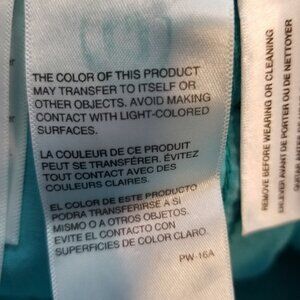 THE COLOR OF THIS PRODUCT
MAY TRANSFER TO ITSELF OR
OTHER OBJECTS. AVOID MAKING
CONTACT WITH LIGHT-COLORED
SURFACES.
LA COULEUR DE CE PRODUIT
PEUT SE TRANSFÉRER. ÉVITEZ
TOUT CONTACT AVEC DES
COULEURS CLAIRES.
EL COLOR DE ESTE PRODUCTO
PODRA TRANSFERIRSE A SI
MISMO O A OTROS OBJETOS.
EVITE EL CONTACTO CON
SUPERFICIES DE COLOR CLARO.
PW-16A
REMOVE BEFORE WEARING OR CLEANING
ENLEVER AVANT DE PORTER OU DE NETTOYER